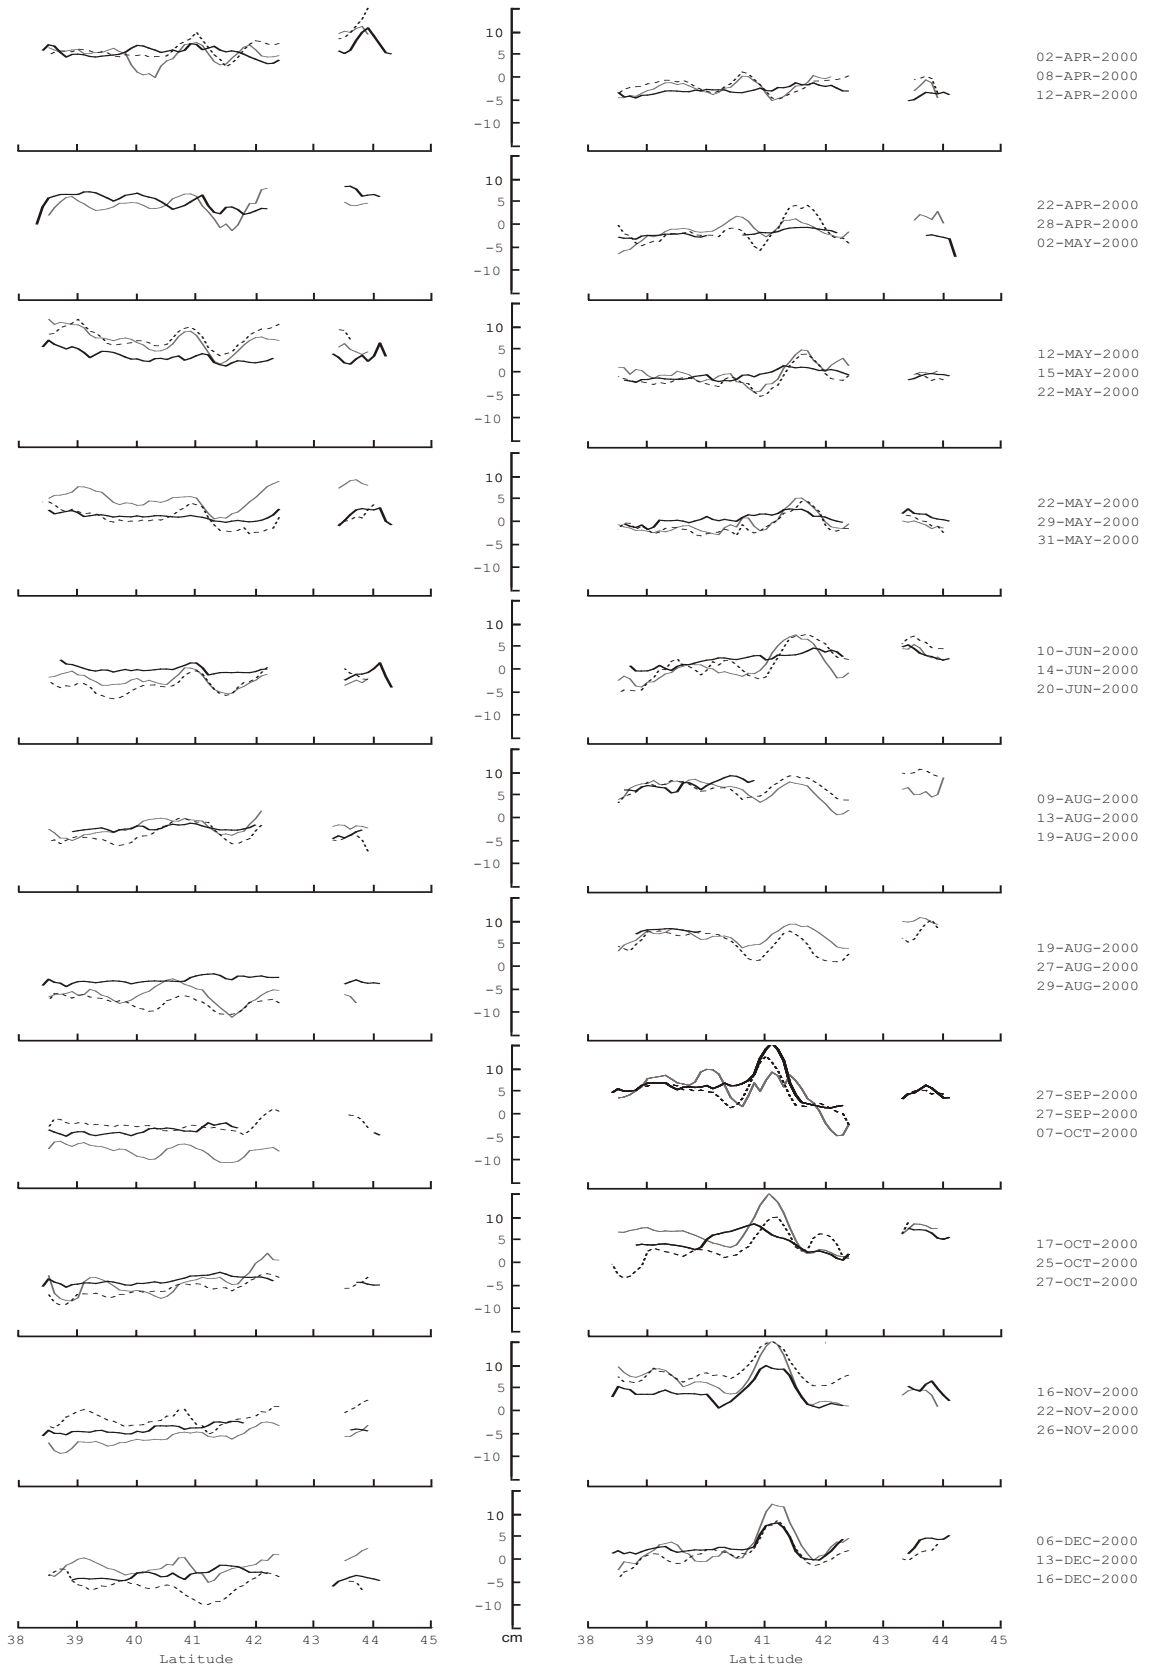 10
5
0
−5
−10
02−APR−2000
08−APR−2000
12−APR−2000
10
5
0
−5
−10
22−APR−2000
28−APR−2000
02−MAY−2000
10
5
0
−5
−10
12−MAY−2000
15−MAY−2000
22−MAY−2000
10
5
0
−5
−10
22−MAY−2000
29−MAY−2000
31−MAY−2000
10
5
0
−5
−10
10−JUN−2000
14−JUN−2000
20−JUN−2000
10
5
0
−5
−10
09−AUG−2000
13−AUG−2000
19−AUG−2000
10
5
0
−5
−10
19−AUG−2000
27−AUG−2000
29−AUG−2000
10
5
0
−5
−10
27−SEP−2000
27−SEP−2000
07−OCT−2000
10
5
0
−5
−10
17−OCT−2000
25−OCT−2000
27−OCT−2000
10
5
0
−5
−10
16−NOV−2000
22−NOV−2000
26−NOV−2000
10
5
0
−5
−10
06−DEC−2000
13−DEC−2000
16−DEC−2000
38 39 40 41 42 43 44 45 cm 38 39 40 41 42 43 44 45
Latitude Latitude